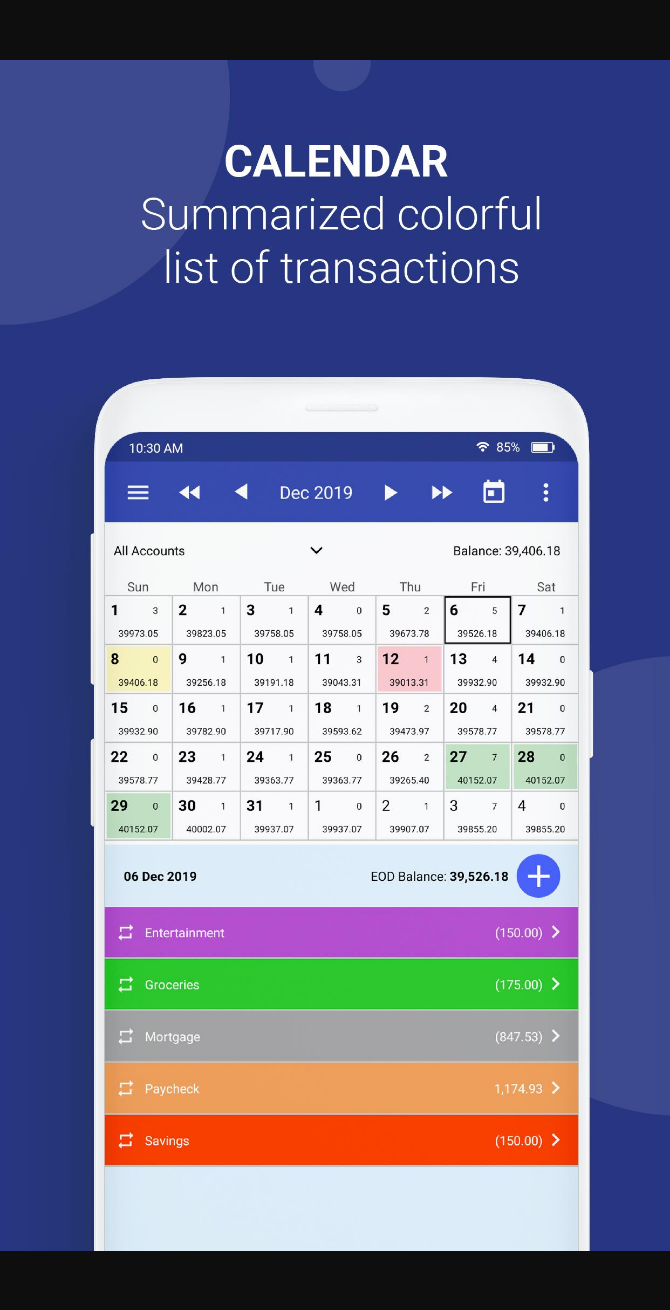 CALENDAR
Summarized colorful
list of transactions
10:30 AM 85%
Dec 2019
All Accounts Balance: 39,406.18
Sun Mon Tue Wed Thu Fri Sat
1 3 2 1 3 1 4 0 5 2 6 5 7 1
39973.05 39823.05 39758.05 39758.05 39673.78 39526.18 39406.18
8 0 9 1 10 1 11 3 12 1 13 4 14 0
39406.18 39256.18 39191.18 39043.31 39013.31 39932.90 39932.90
15 0 16 1 17 1 18 1 19 2 20 4 21 0
39932.90 39782.90 39717.90 39593.62 39473.97 39578.77 39578.77
22 0 23 1 24 1 25 0 26 2 27 7 28 0
39578.77 39428.77 39363.77 39363.77 39265.40 40152.07 40152.07
29 0 30 1 31 1 1 0 2 1 3 7 4 0
40152.07 40002.07 39937.07 39937.07 39907.07 39855.20 39855.20
06 Dec 2019 EOD Balance: 39,526.18
Entertainment (150.00)
Groceries (175.00)
Mortgage (847.53)
Paycheck 1,174.93
Savings (150.00)